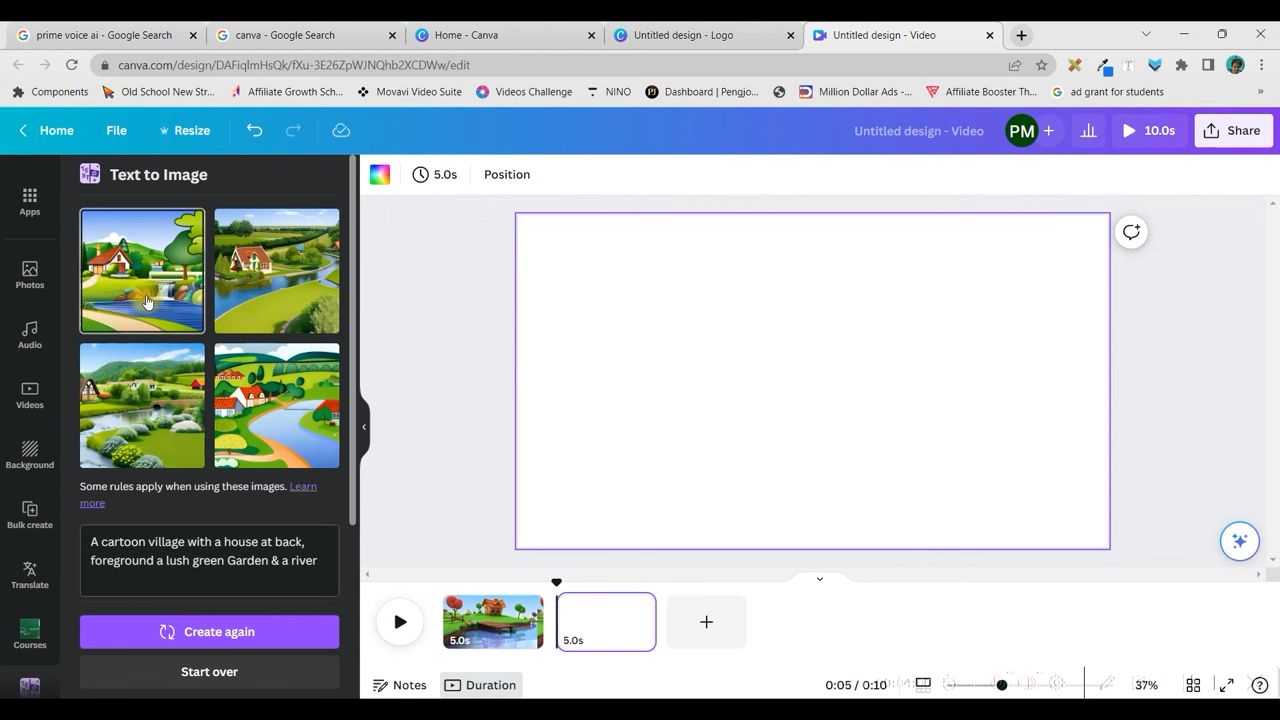 prime voice ai - Google Search
canva - Google Search
Home - Canva
Untitled design - Logo
Untitled design - Video
canva.com/design/DAFiqlmHsQk/fXu-3E26ZpWJNQhb2XCDWw/edit
Components
Old School New Str...
Affiliate Growth Sch...
Movavi Video Suite
Videos Challenge
NINO
Dashboard | Pengjo...
Million Dollar Ads -...
Affiliate Booster Th...
ad grant for students
Home
File
Resize
Untitled design - Video
PM
10.0s
Share
Apps
Photos
Audio
Videos
Background
Bulk create
Translate
Courses
Text to Image
Some rules apply when using these images. Learn
more
A cartoon village with a house at back,
foreground a lush green Garden & a river
Create again
Start over
5.0s
Position
5.0s
5.0s
Notes
Duration
0:05 / 0:10
37%